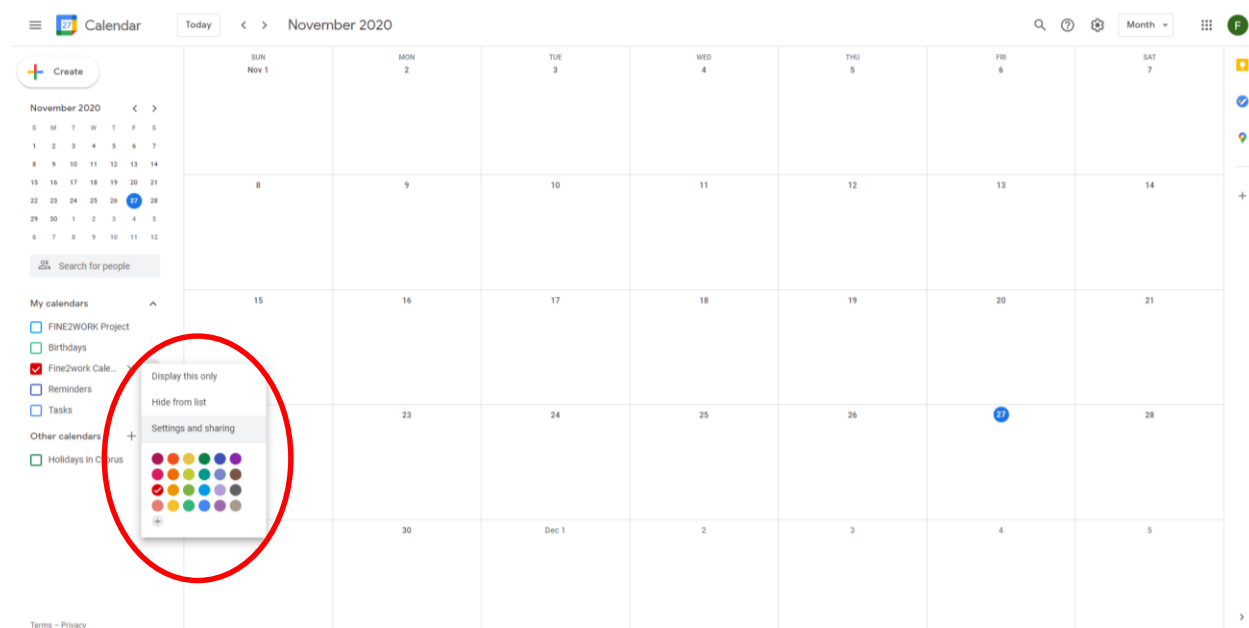 27 Calendar Today November 2020 Month F
Create
November 2020
S M T W T F S
1 2 3 4 5 6 7
8 9 10 11 12 13 14
15 16 17 18 19 20 21
22 23 24 25 26 27 28
29 30 1 2 3 4 5
6 7 8 9 10 11 12
Search for people
My calendars
FINE2WORK Project
Birthdays
Fine2work Cale...
Reminders
Tasks
Other calendars
Holidays in Cyprus
Terms – Privacy
Display this only
Hide from list
Settings and sharing
SUN MON TUE WED THU FRI SAT
Nov 1 2 3 4 5 6 7
8 9 10 11 12 13 14
15 16 17 18 19 20 21
23 24 25 26 27 28
30 Dec 1 2 3 4 5